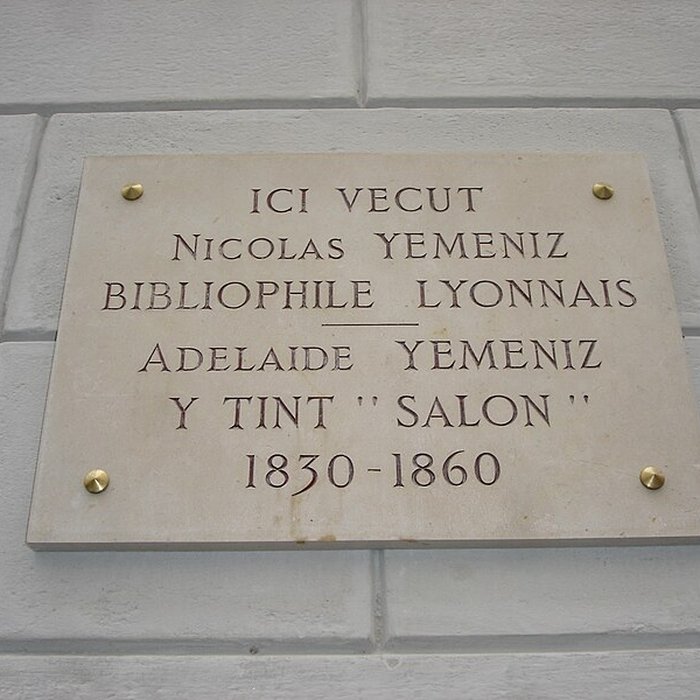 ICI VECUT
NICOLAS YEMENIZ
BIBLIOPHILE LYONNAIS
ADELAIDE YEMENIZ
Y TINT "SALON"
1830-1860